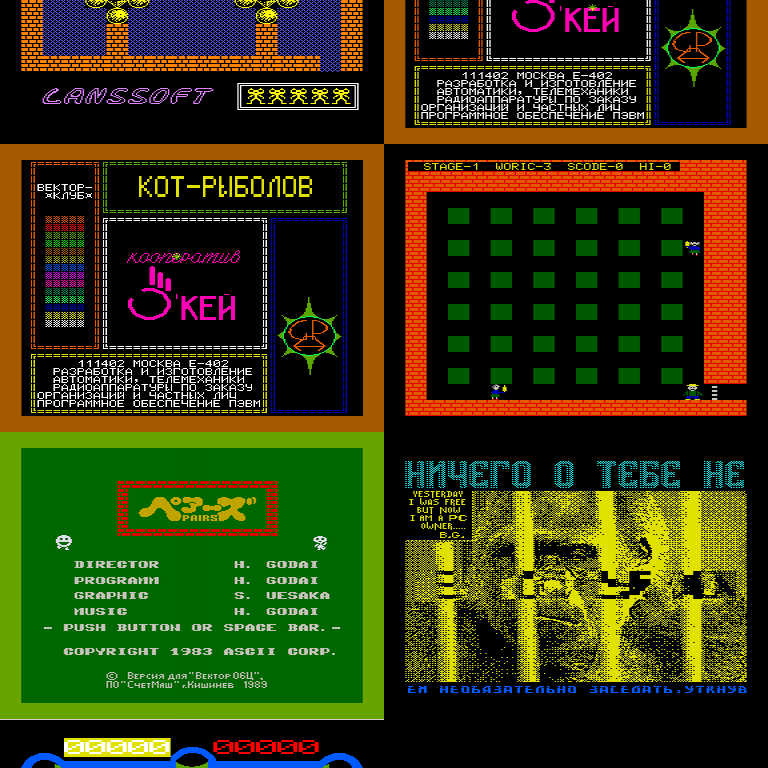 LANSSOFT
'КЕЙ
111402 МОСКВА Е-402
РАЗРАБОТКА И ИЗГОТОВЛЕНИЕ
АВТОМАТИКИ, ТЕЛЕМЕХАНИКИ
РАДИОАППАРАТУРЫ ПО ЗАКАЗУ
ОРГАНИЗАЦИЙ И ЧАСТНЫХ ЛИЦ
ПРОГРАММНОЕ ОБЕСПЕЧЕНИЕ ПЭВМ
ВЕКТОР-
*КЛУБ*
КОТ-РЫБОЛОВ
кооператив
'КЕЙ
111402 МОСКВА Е-402
РАЗРАБОТКА И ИЗГОТОВЛЕНИЕ
АВТОМАТИКИ, ТЕЛЕМЕХАНИКИ
РАДИОАППАРАТУРЫ ПО ЗАКАЗУ
ОРГАНИЗАЦИЙ И ЧАСТНЫХ ЛИЦ
ПРОГРАММНОЕ ОБЕСПЕЧЕНИЕ ПЭВМ
STAGE-1 WORIC-3 SCODE-0 HI-0
ペアーズ
PAIRS
DIRECTOR H. GODAI
PROGRAMM H. GODAI
GRAPHIC S. UESAKA
MUSIC H. GODAI
- PUSH BUTTON OR SPACE BAR. -
COPYRIGHT 1983 ASCII CORP.
© Версия для"Вектор 06Ц".
ПО"СчетМаш",г.Кишинев 1989
НИЧЕГО О ТЕБЕ НЕ
YESTERDAY
I WAS FREE
BUT NOW
I AM A PC
OWNER.....
B.G.
ЕМ НЕОБЯЗАТЕЛЬНО ЗАСЕДАТЬ,УТКНУВ
00000 00000